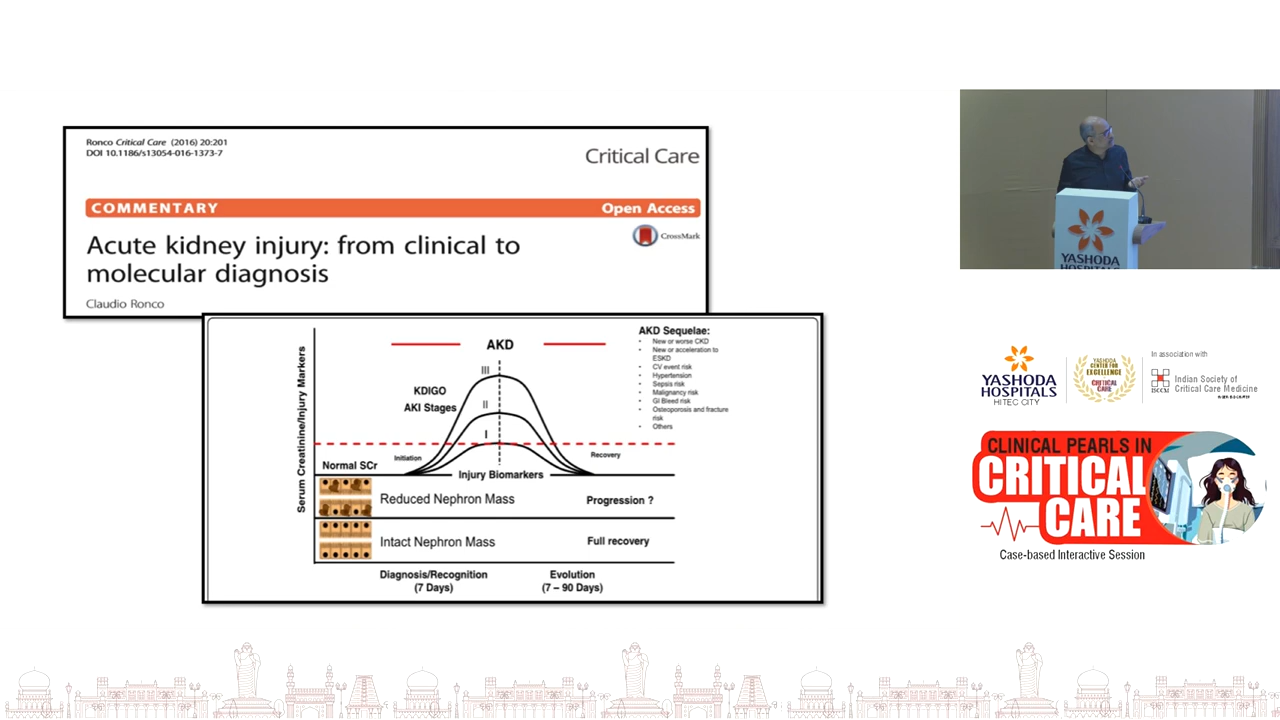 Ronco Critical Care (2016) 20:201
DOI 10.1186/s13054-016-1373-7
Critical Care
COMMENTARY
Open Access
Acute kidney injury: from clinical to
molecular diagnosis
CrossMark
Claudio Ronco
Serum Creatinine/Injury Markers
AKD
KDIGO
AKI Stages
III
II
I
Initiation
Recovery
Normal SCr
Injury Biomarkers
Reduced Nephron Mass
Progression ?
Intact Nephron Mass
Full recovery
Diagnosis/Recognition
(7 Days)
Evolution
(7 – 90 Days)
AKD Sequelae:
• New or worse CKD
• New or acceleration to
ESKD
• CV event risk
• Hypertension
• Sepsis risk
• Malignancy risk
• GI Bleed risk
• Osteoporosis and fracture
risk
• Others
YASHODA
HOSPITALS
YASHODA
HOSPITALS
HITEC CITY
YASHODA
CENTER FOR
EXCELLENCE
CRITICAL
CARE
In association with
ISCCM
Indian Society of
Critical Care Medicine
CLINICAL PEARLS IN
CRITICAL
CARE
Case-based Interactive Session